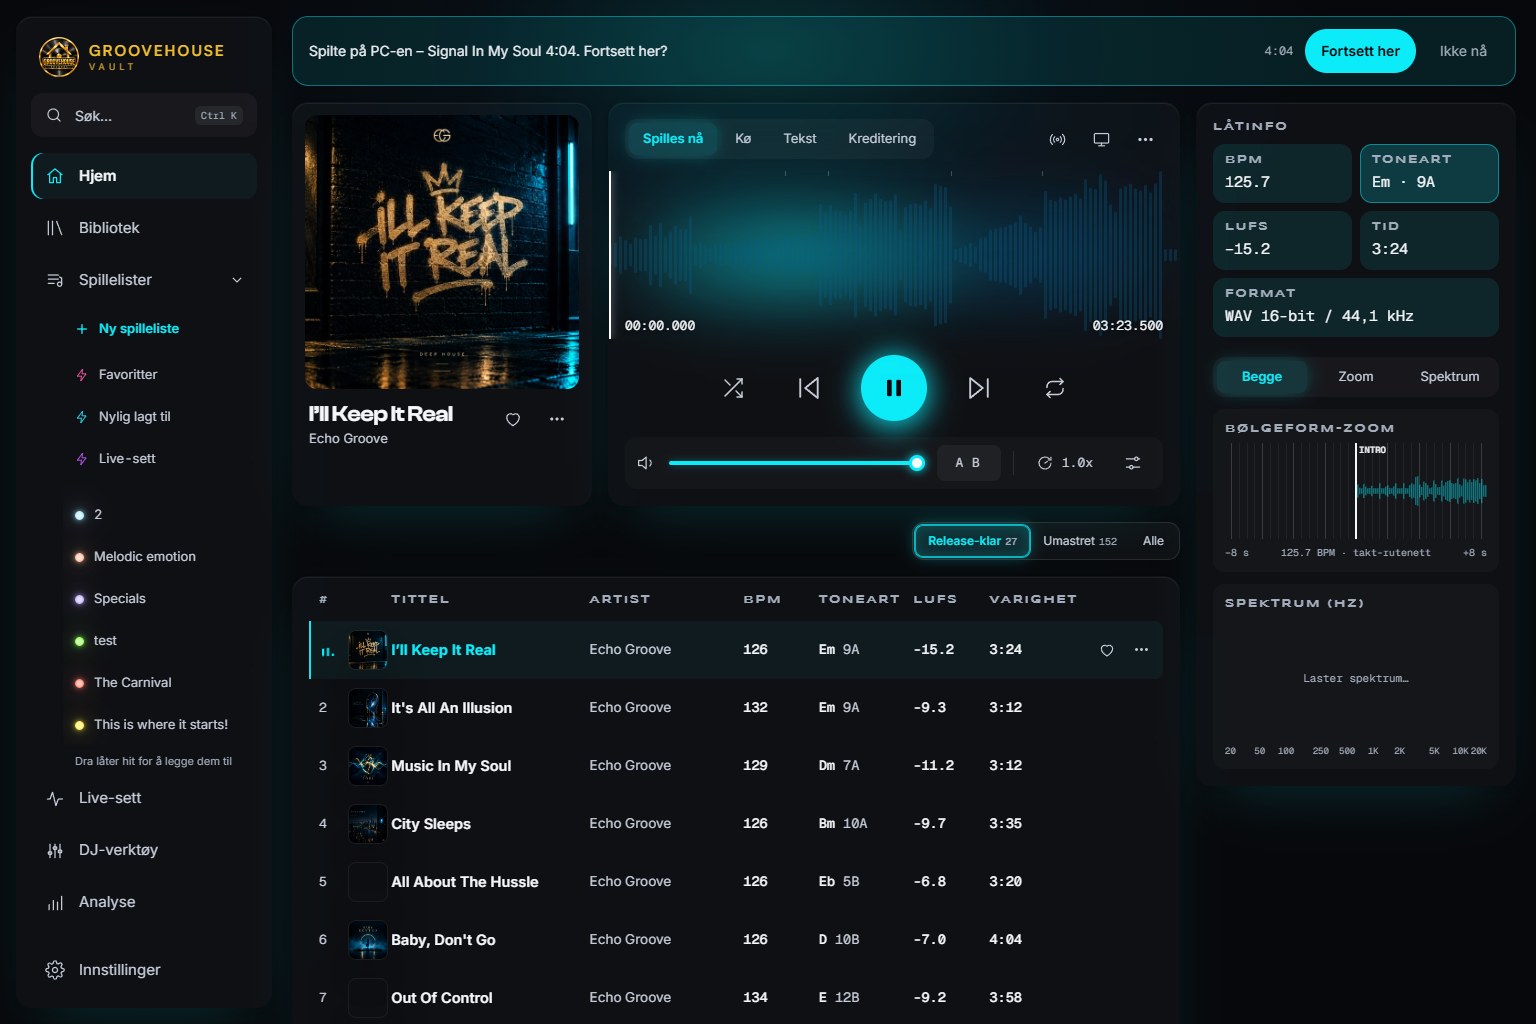 GROOVEHOUSE
VAULT
Søk...
Ctrl K
Hjem
Bibliotek
Spillelister
Ny spilleliste
Favoritter
Nylig lagt til
Live-sett
2
Melodic emotion
Specials
test
The Carnival
This is where it starts!
Dra låter hit for å legge dem til
Live-sett
DJ-verktøy
Analyse
Innstillinger
Spilte på PC-en – Signal In My Soul 4:04. Fortsett her?
4:04
Fortsett her
Ikke nå
ILL KEEP
IT REAL
DEEP HOUSE
I'll Keep It Real
Echo Groove
Spilles nå
Kø
Tekst
Kreditering
00:00.000
03:23.500
A B
1.0x
Release-klar 27
Umastret 152
Alle
# TITTEL ARTIST BPM TONEART LUFS VARIGHET
I'll Keep It Real Echo Groove 126 Em 9A -15.2 3:24
2 It's All An Illusion Echo Groove 132 Em 9A -9.3 3:12
3 Music In My Soul Echo Groove 129 Dm 7A -11.2 3:12
4 City Sleeps Echo Groove 126 Bm 10A -9.7 3:35
5 All About The Hussle Echo Groove 126 Eb 5B -6.8 3:20
6 Baby, Don't Go Echo Groove 126 D 10B -7.0 4:04
7 Out Of Control Echo Groove 134 E 12B -9.2 3:58
LÅTINFO
BPM
125.7
TONEART
Em · 9A
LUFS
-15.2
TID
3:24
FORMAT
WAV 16-bit / 44,1 kHz
Begge
Zoom
Spektrum
BØLGEFORM-ZOOM
INTRO
-8 s
125.7 BPM · takt-rutenett
+8 s
SPEKTRUM (HZ)
Laster spektrum…
20 50 100 250 500 1K 2K 5K 10K 20K